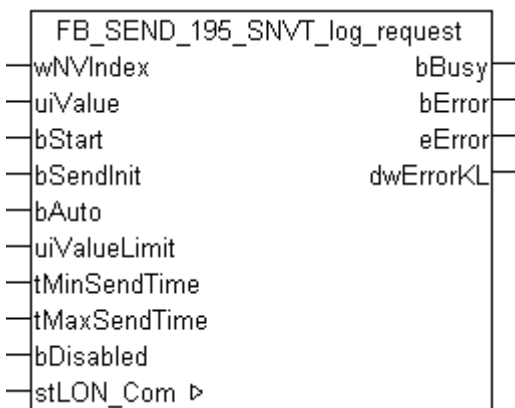 FB_SEND_195_SNVT_log_request
wNVIndex bBusy
uiValue bError
bStart eError
bSendInit dwErrorKL
bAuto
uiValueLimit
tMinSendTime
tMaxSendTime
bDisabled
stLON_Com ▷